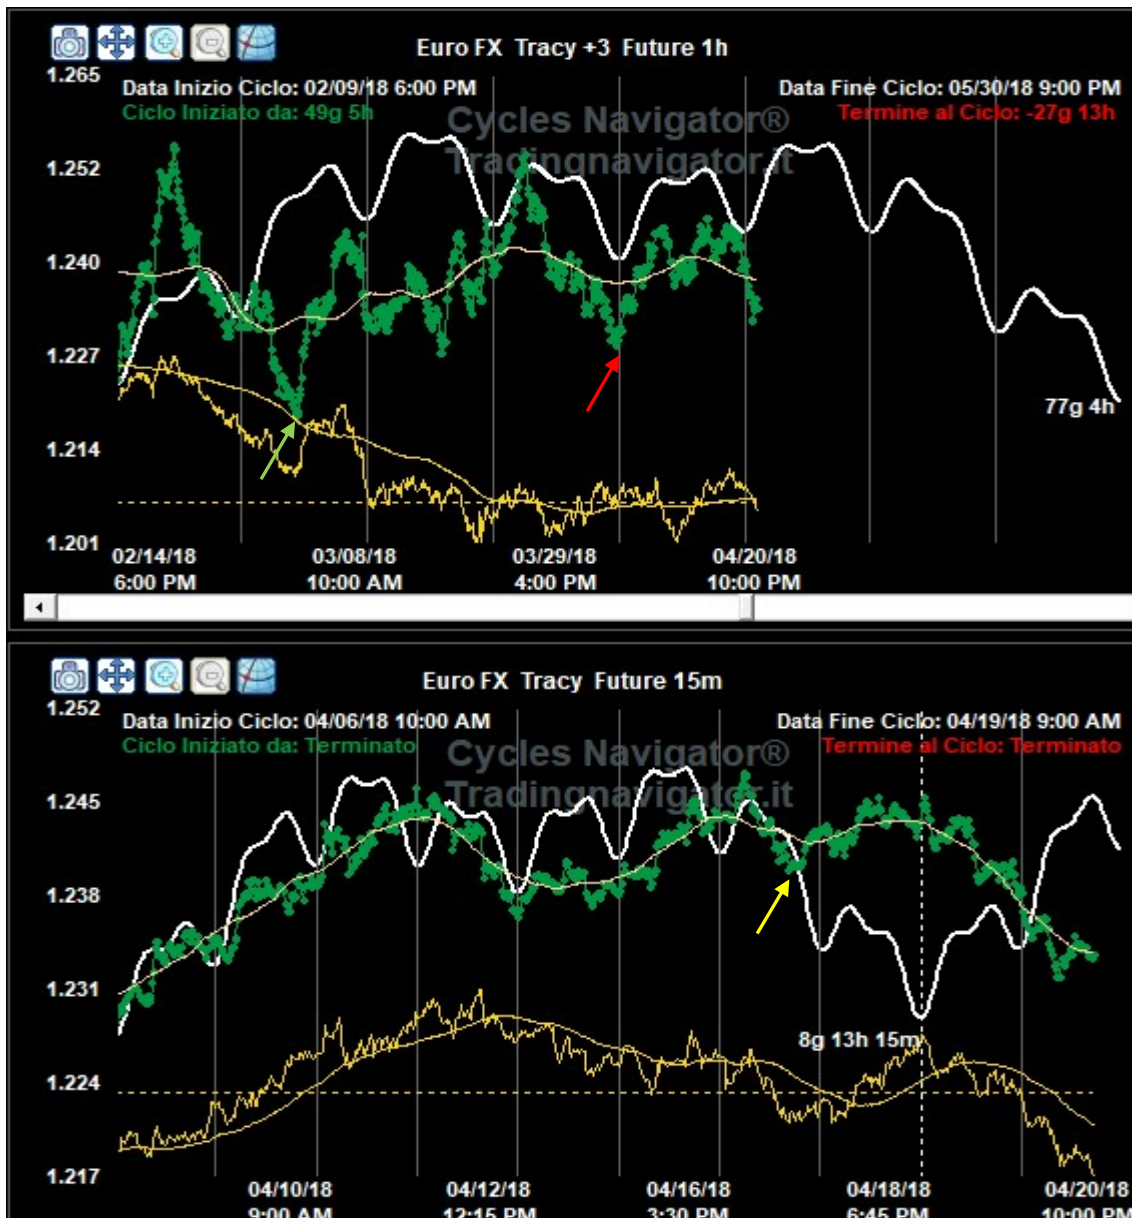 Euro FX Tracy +3 Future 1h
1.265
Data Inizio Ciclo: 02/09/18 6:00 PM
Data Fine Ciclo: 05/30/18 9:00 PM
Ciclo Iniziato da: 49g 5h
Termine al Ciclo: -27g 13h
Cycles Navigator®
Tradingnavigator.it
1.252
1.240
1.227
77g 4h
1.214
1.201
02/14/18 03/08/18 03/29/18 04/20/18
6:00 PM 10:00 AM 4:00 PM 10:00 PM
Euro FX Tracy Future 15m
1.252
Data Inizio Ciclo: 04/06/18 10:00 AM
Data Fine Ciclo: 04/19/18 9:00 AM
Ciclo Iniziato da: Terminato
Termine al Ciclo: Terminato
Cycles Navigator®
Tradingnavigator.it
1.245
1.238
1.231
8g 13h 15m
1.224
1.217
04/10/18 04/12/18 04/16/18 04/18/18 04/20/18
9:00 AM 12:15 PM 3:30 PM 6:45 PM 10:00 PM